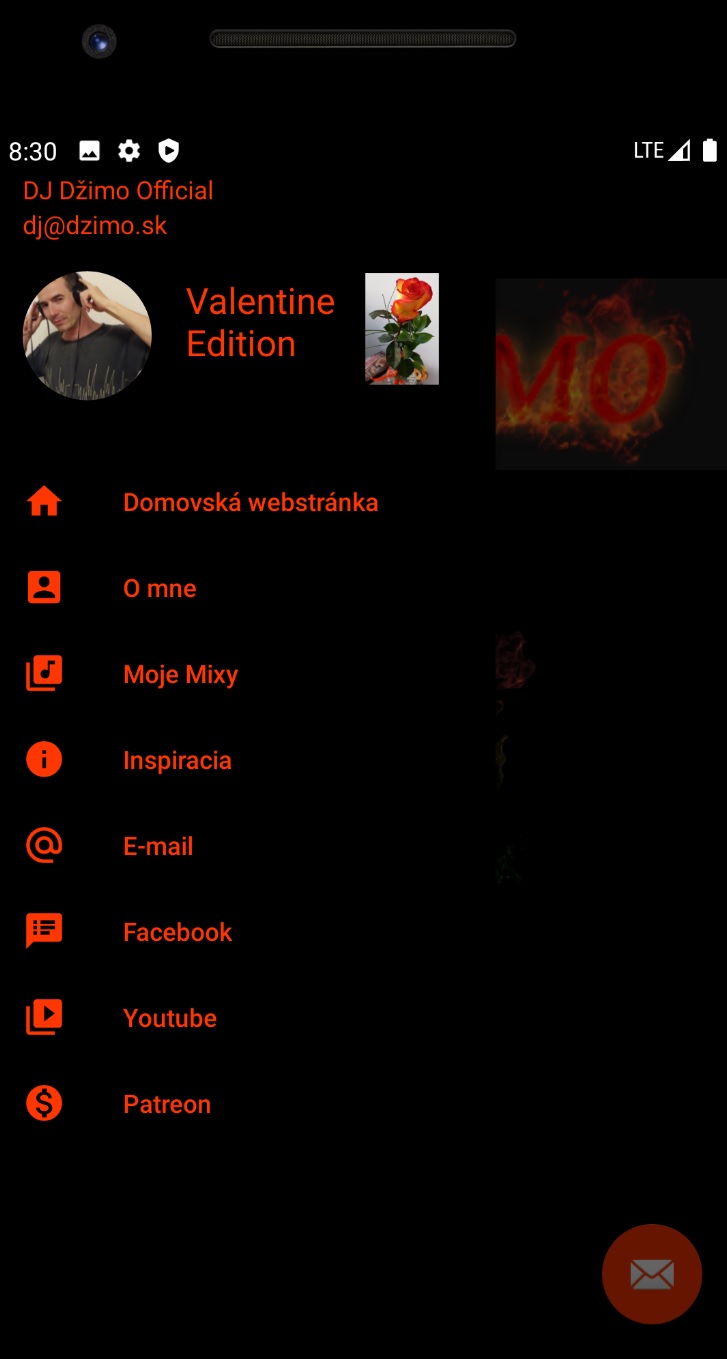 8:30
LTE
DJ Džimo Official
dj@dzimo.sk
Valentine
Edition
MO
Domovská webstránka
O mne
Moje Mixy
Inspiracia
E-mail
Facebook
Youtube
Patreon